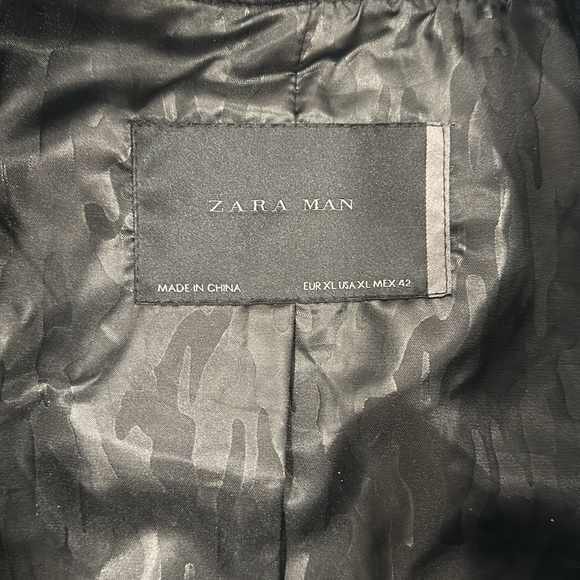 ZARA MAN
MADE IN CHINA EUR XL USA XL MEX 42